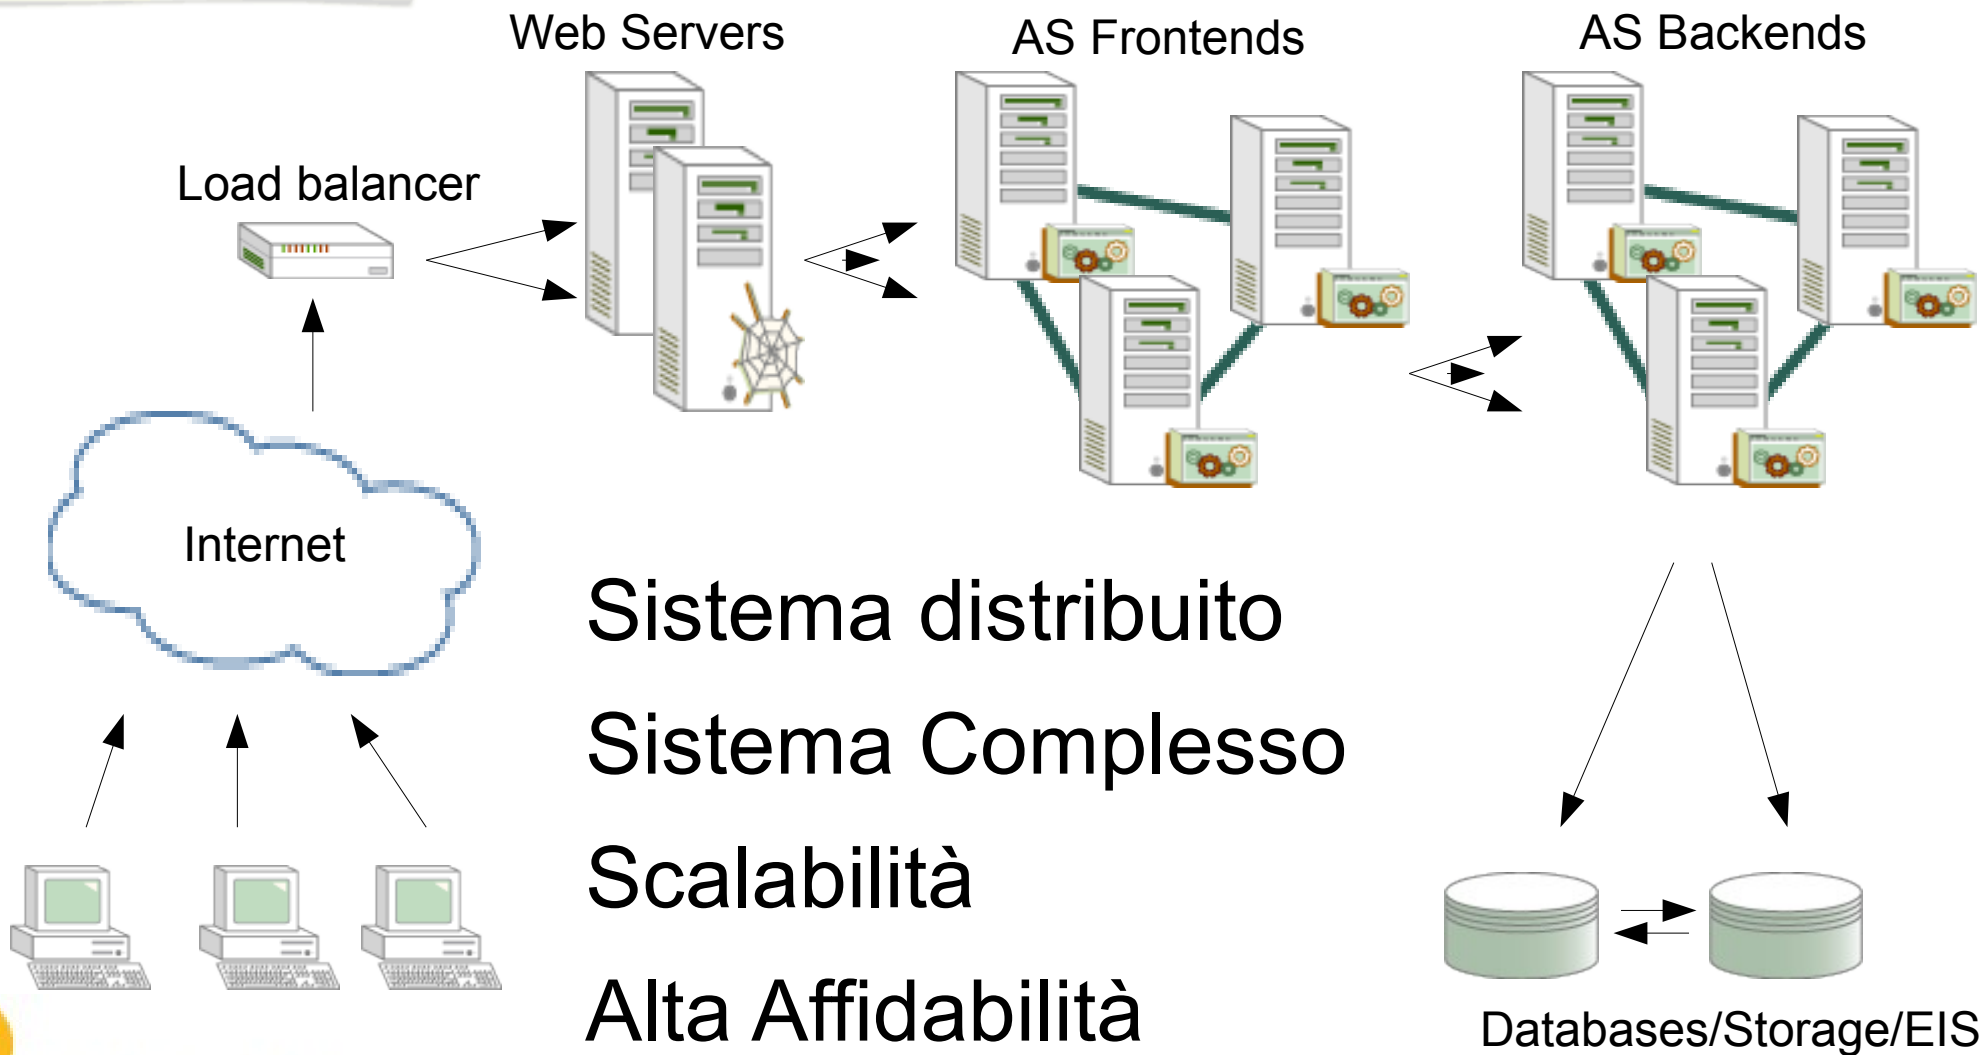 Web Servers
AS Frontends
AS Backends
Load balancer
Internet
Sistema distribuito
Sistema Complesso
Scalabilità
Alta Affidabilità
Databases/Storage/EIS